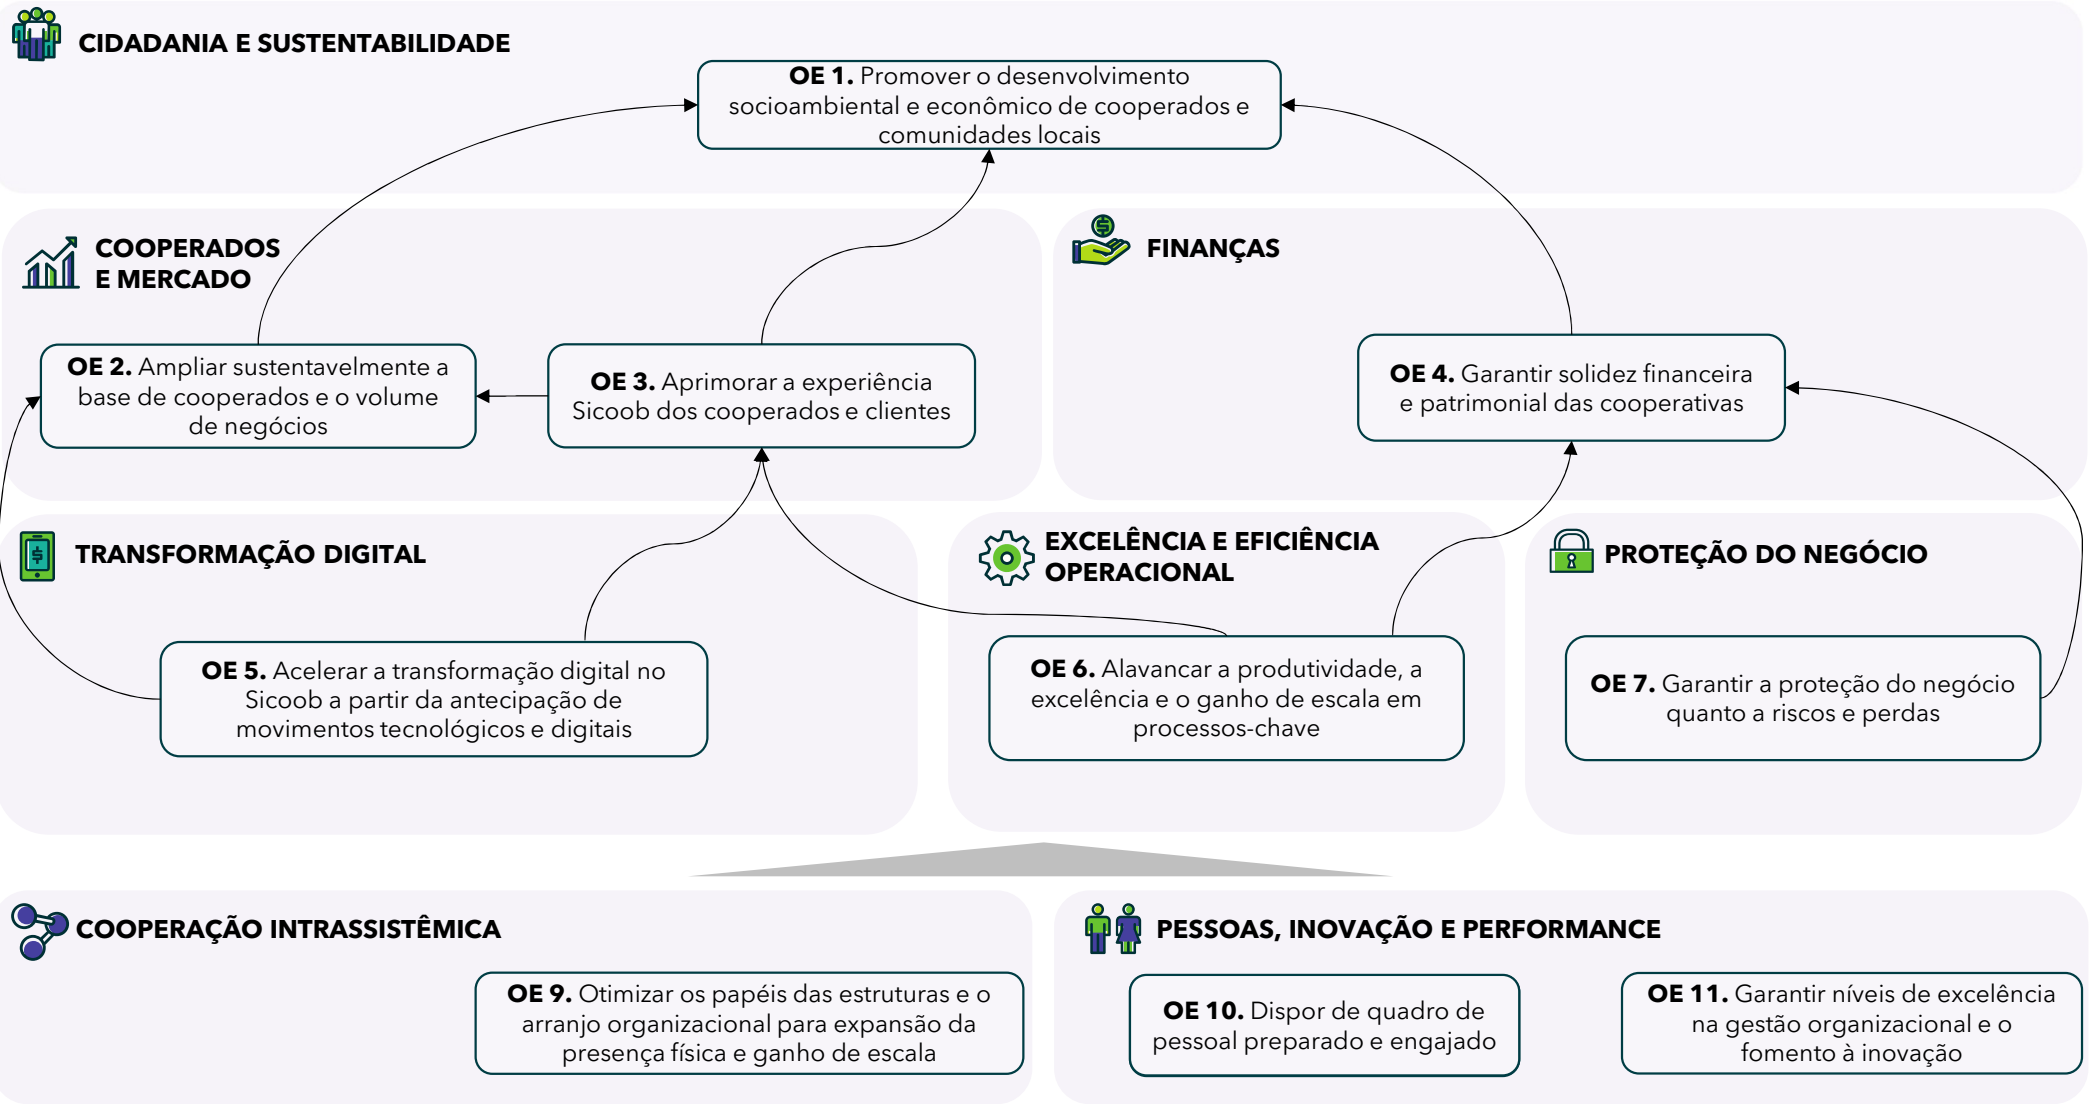 CIDADANIA E SUSTENTABILIDADE
OE 1. Promover o desenvolvimento
socioambiental e econômico de cooperados e
comunidades locais
COOPERADOS
E MERCADO
OE 2. Ampliar sustentavelmente a
base de cooperados e o volume
de negócios
OE 3. Aprimorar a experiência
Sicoob dos cooperados e clientes
FINANÇAS
OE 4. Garantir solidez financeira
e patrimonial das cooperativas
TRANSFORMAÇÃO DIGITAL
OE 5. Acelerar a transformação digital no
Sicoob a partir da antecipação de
movimentos tecnológicos e digitais
EXCELÊNCIA E EFICIÊNCIA
OPERACIONAL
OE 6. Alavancar a produtividade, a
excelência e o ganho de escala em
processos-chave
PROTEÇÃO DO NEGÓCIO
OE 7. Garantir a proteção do negócio
quanto a riscos e perdas
COOPERAÇÃO INTRASSISTÊMICA
OE 9. Otimizar os papéis das estruturas e o
arranjo organizacional para expansão da
presença física e ganho de escala
PESSOAS, INOVAÇÃO E PERFORMANCE
OE 10. Dispor de quadro de
pessoal preparado e engajado
OE 11. Garantir níveis de excelência
na gestão organizacional e o
fomento à inovação